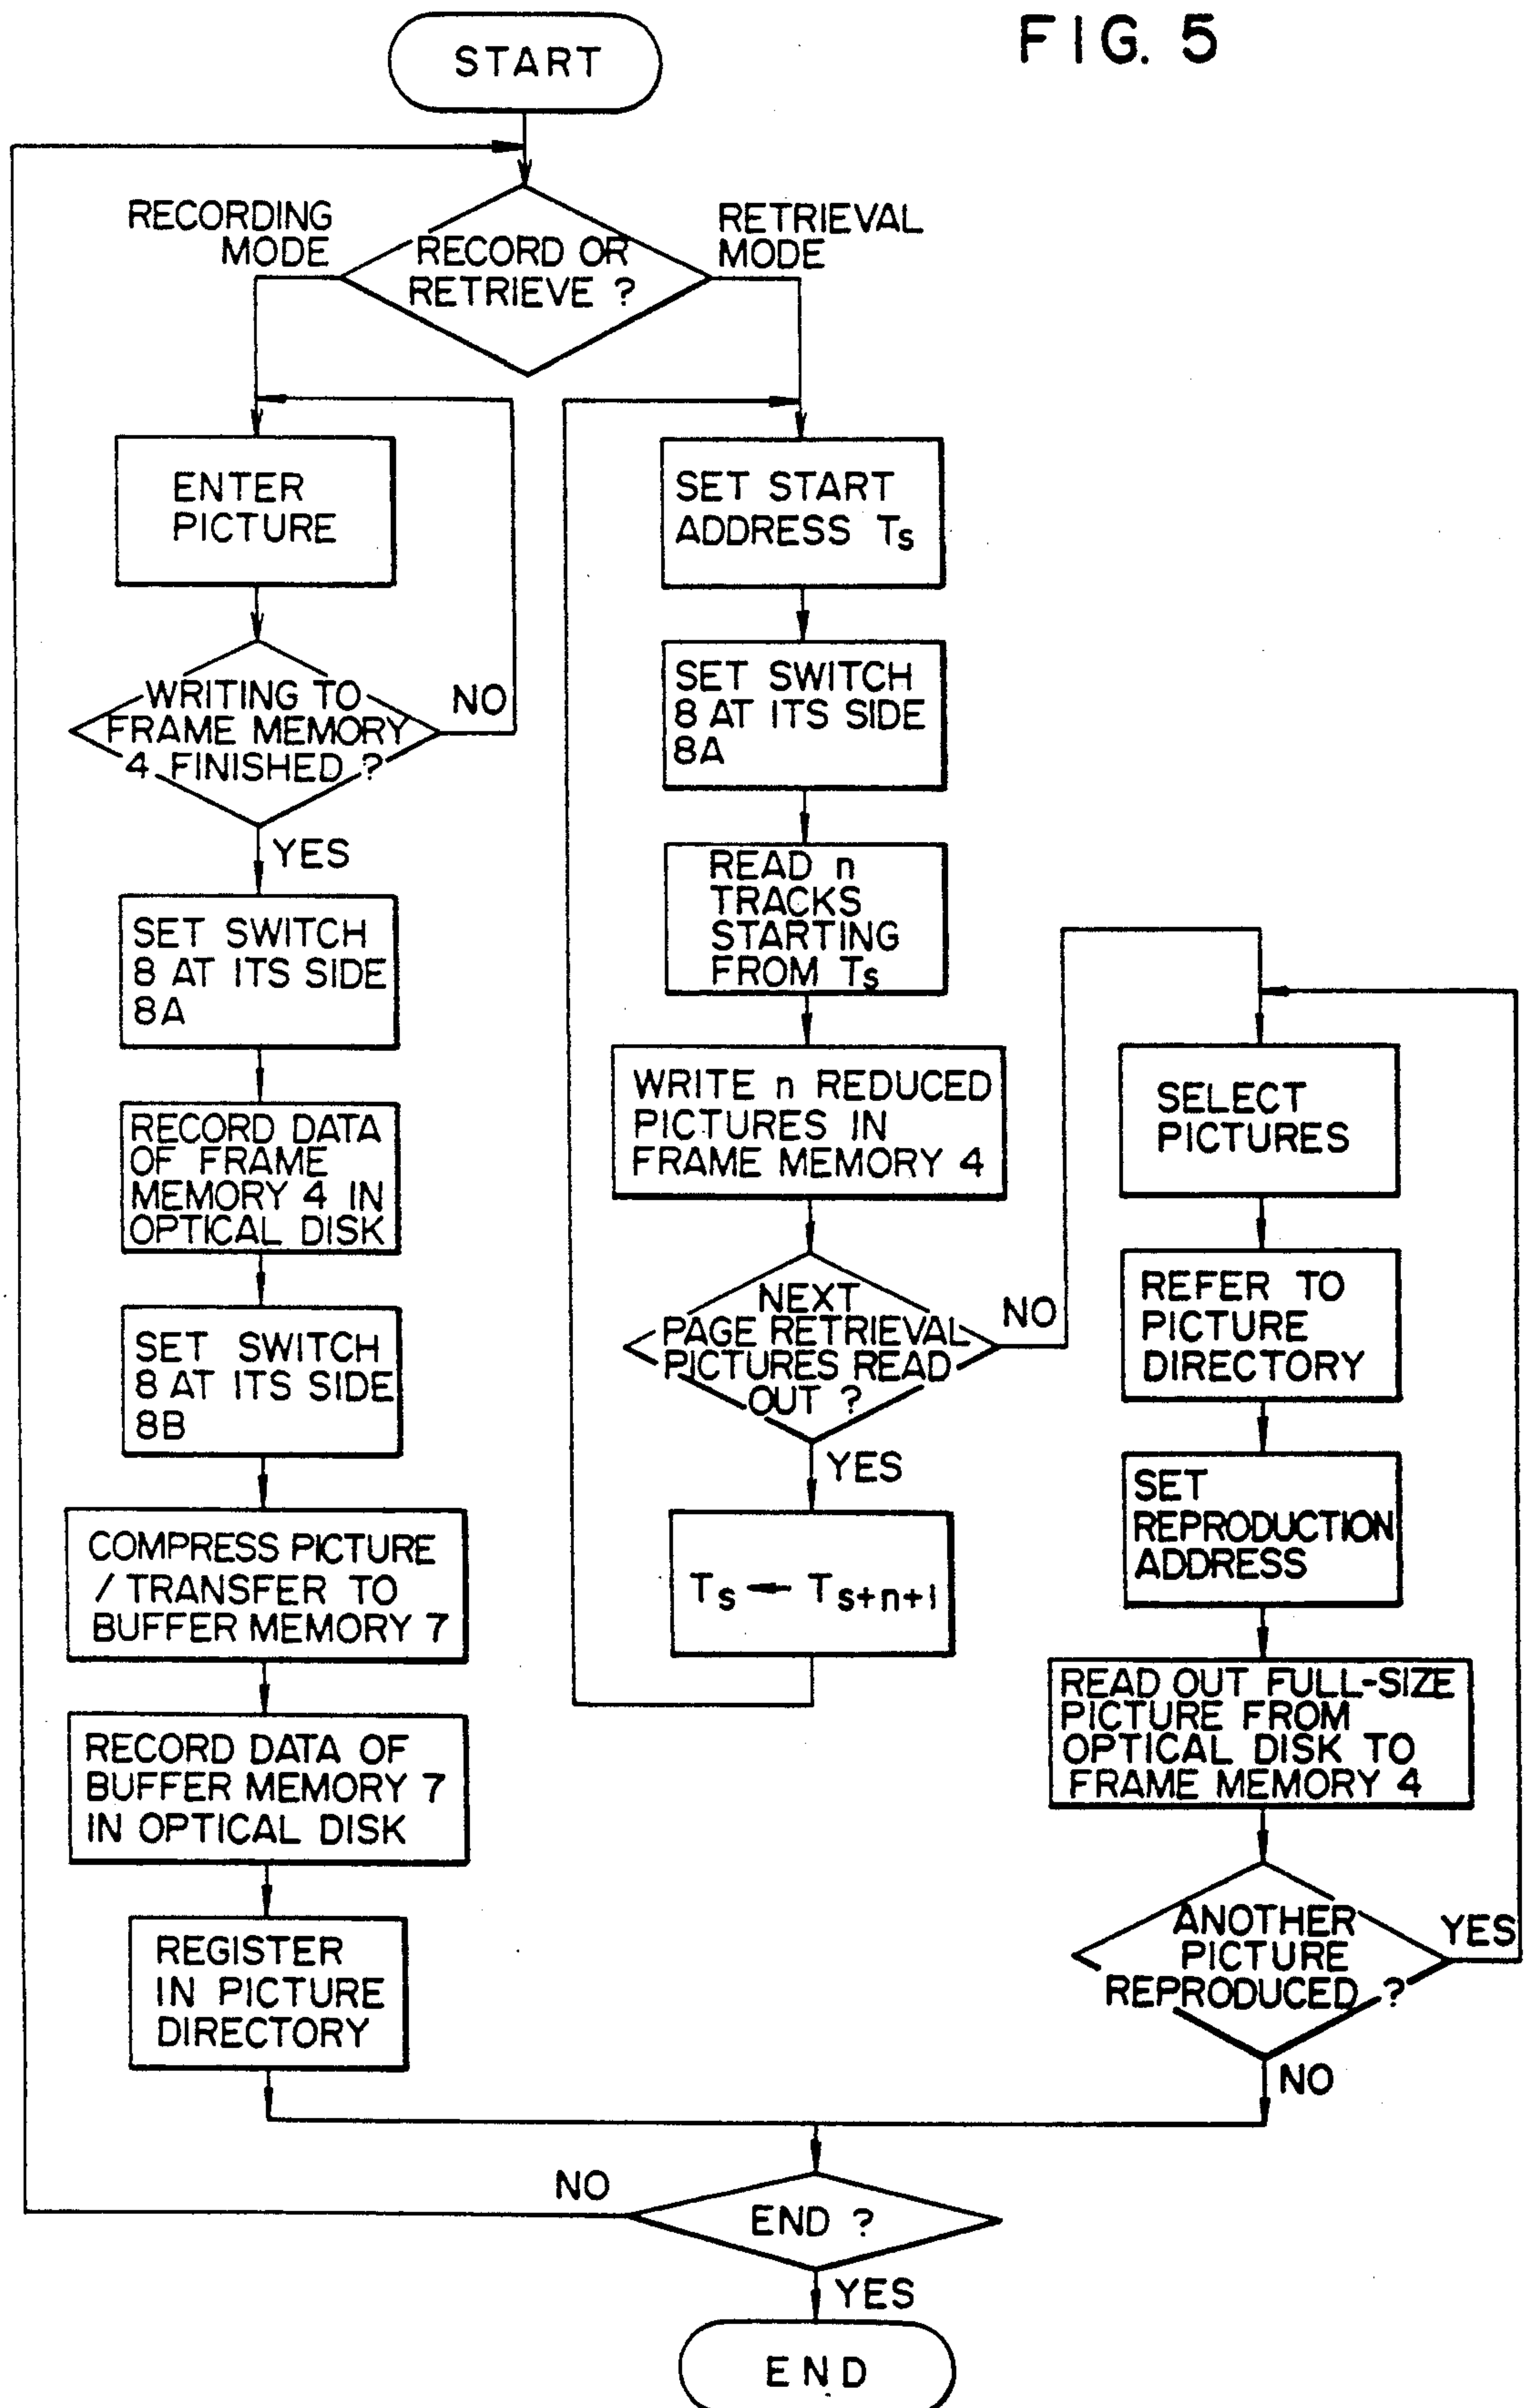 FIG. 5
START
RECORDING
MODE
RECORD OR
RETRIEVE ?
RETRIEVAL
MODE
ENTER
PICTURE
WRITING TO
FRAME MEMORY
4 FINISHED ?
NO
YES
SET SWITCH
8 AT ITS SIDE
8A
RECORD DATA
OF FRAME
MEMORY 4 IN
OPTICAL DISK
SET SWITCH
8 AT ITS SIDE
8B
COMPRESS PICTURE
/ TRANSFER TO
BUFFER MEMORY 7
RECORD DATA OF
BUFFER MEMORY 7
IN OPTICAL DISK
REGISTER
IN PICTURE
DIRECTORY
SET START
ADDRESS Ts
SET SWITCH
8 AT ITS SIDE
8A
READ n
TRACKS
STARTING
FROM Ts
WRITE n REDUCED
PICTURES IN
FRAME MEMORY 4
NEXT
PAGE RETRIEVAL
PICTURES READ
OUT ?
NO
YES
Ts ← Ts+n+1
SELECT
PICTURES
REFER TO
PICTURE
DIRECTORY
SET
REPRODUCTION
ADDRESS
READ OUT FULL-SIZE
PICTURE FROM
OPTICAL DISK TO
FRAME MEMORY 4
ANOTHER
PICTURE
REPRODUCED ?
YES
NO
END ?
NO
YES
END